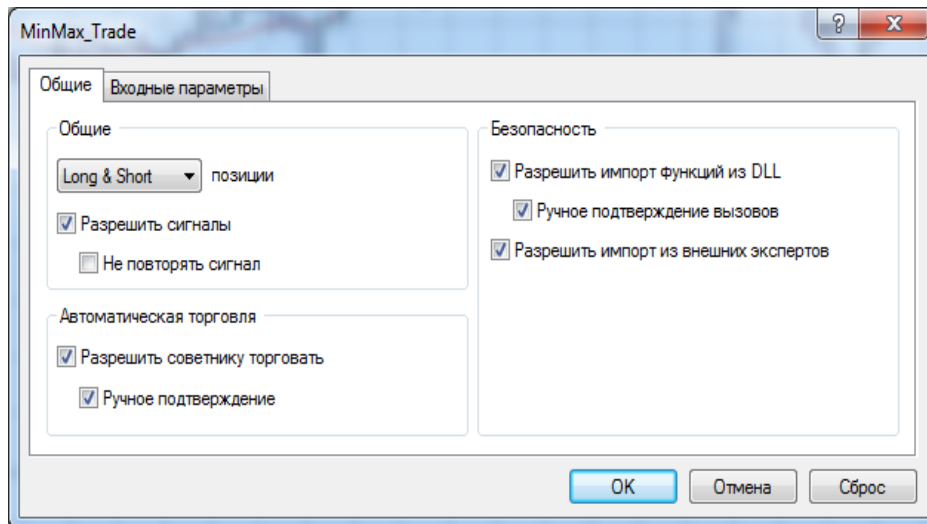 MinMax_Trade
?
X
Общие
Входные параметры
Общие
Long & Short
позиции
Разрешить сигналы
Не повторять сигнал
Автоматическая торговля
Разрешить советнику торговать
Ручное подтверждение
Безопасность
Разрешить импорт функций из DLL
Ручное подтверждение вызовов
Разрешить импорт из внешних экспертов
OK
Отмена
Сброс